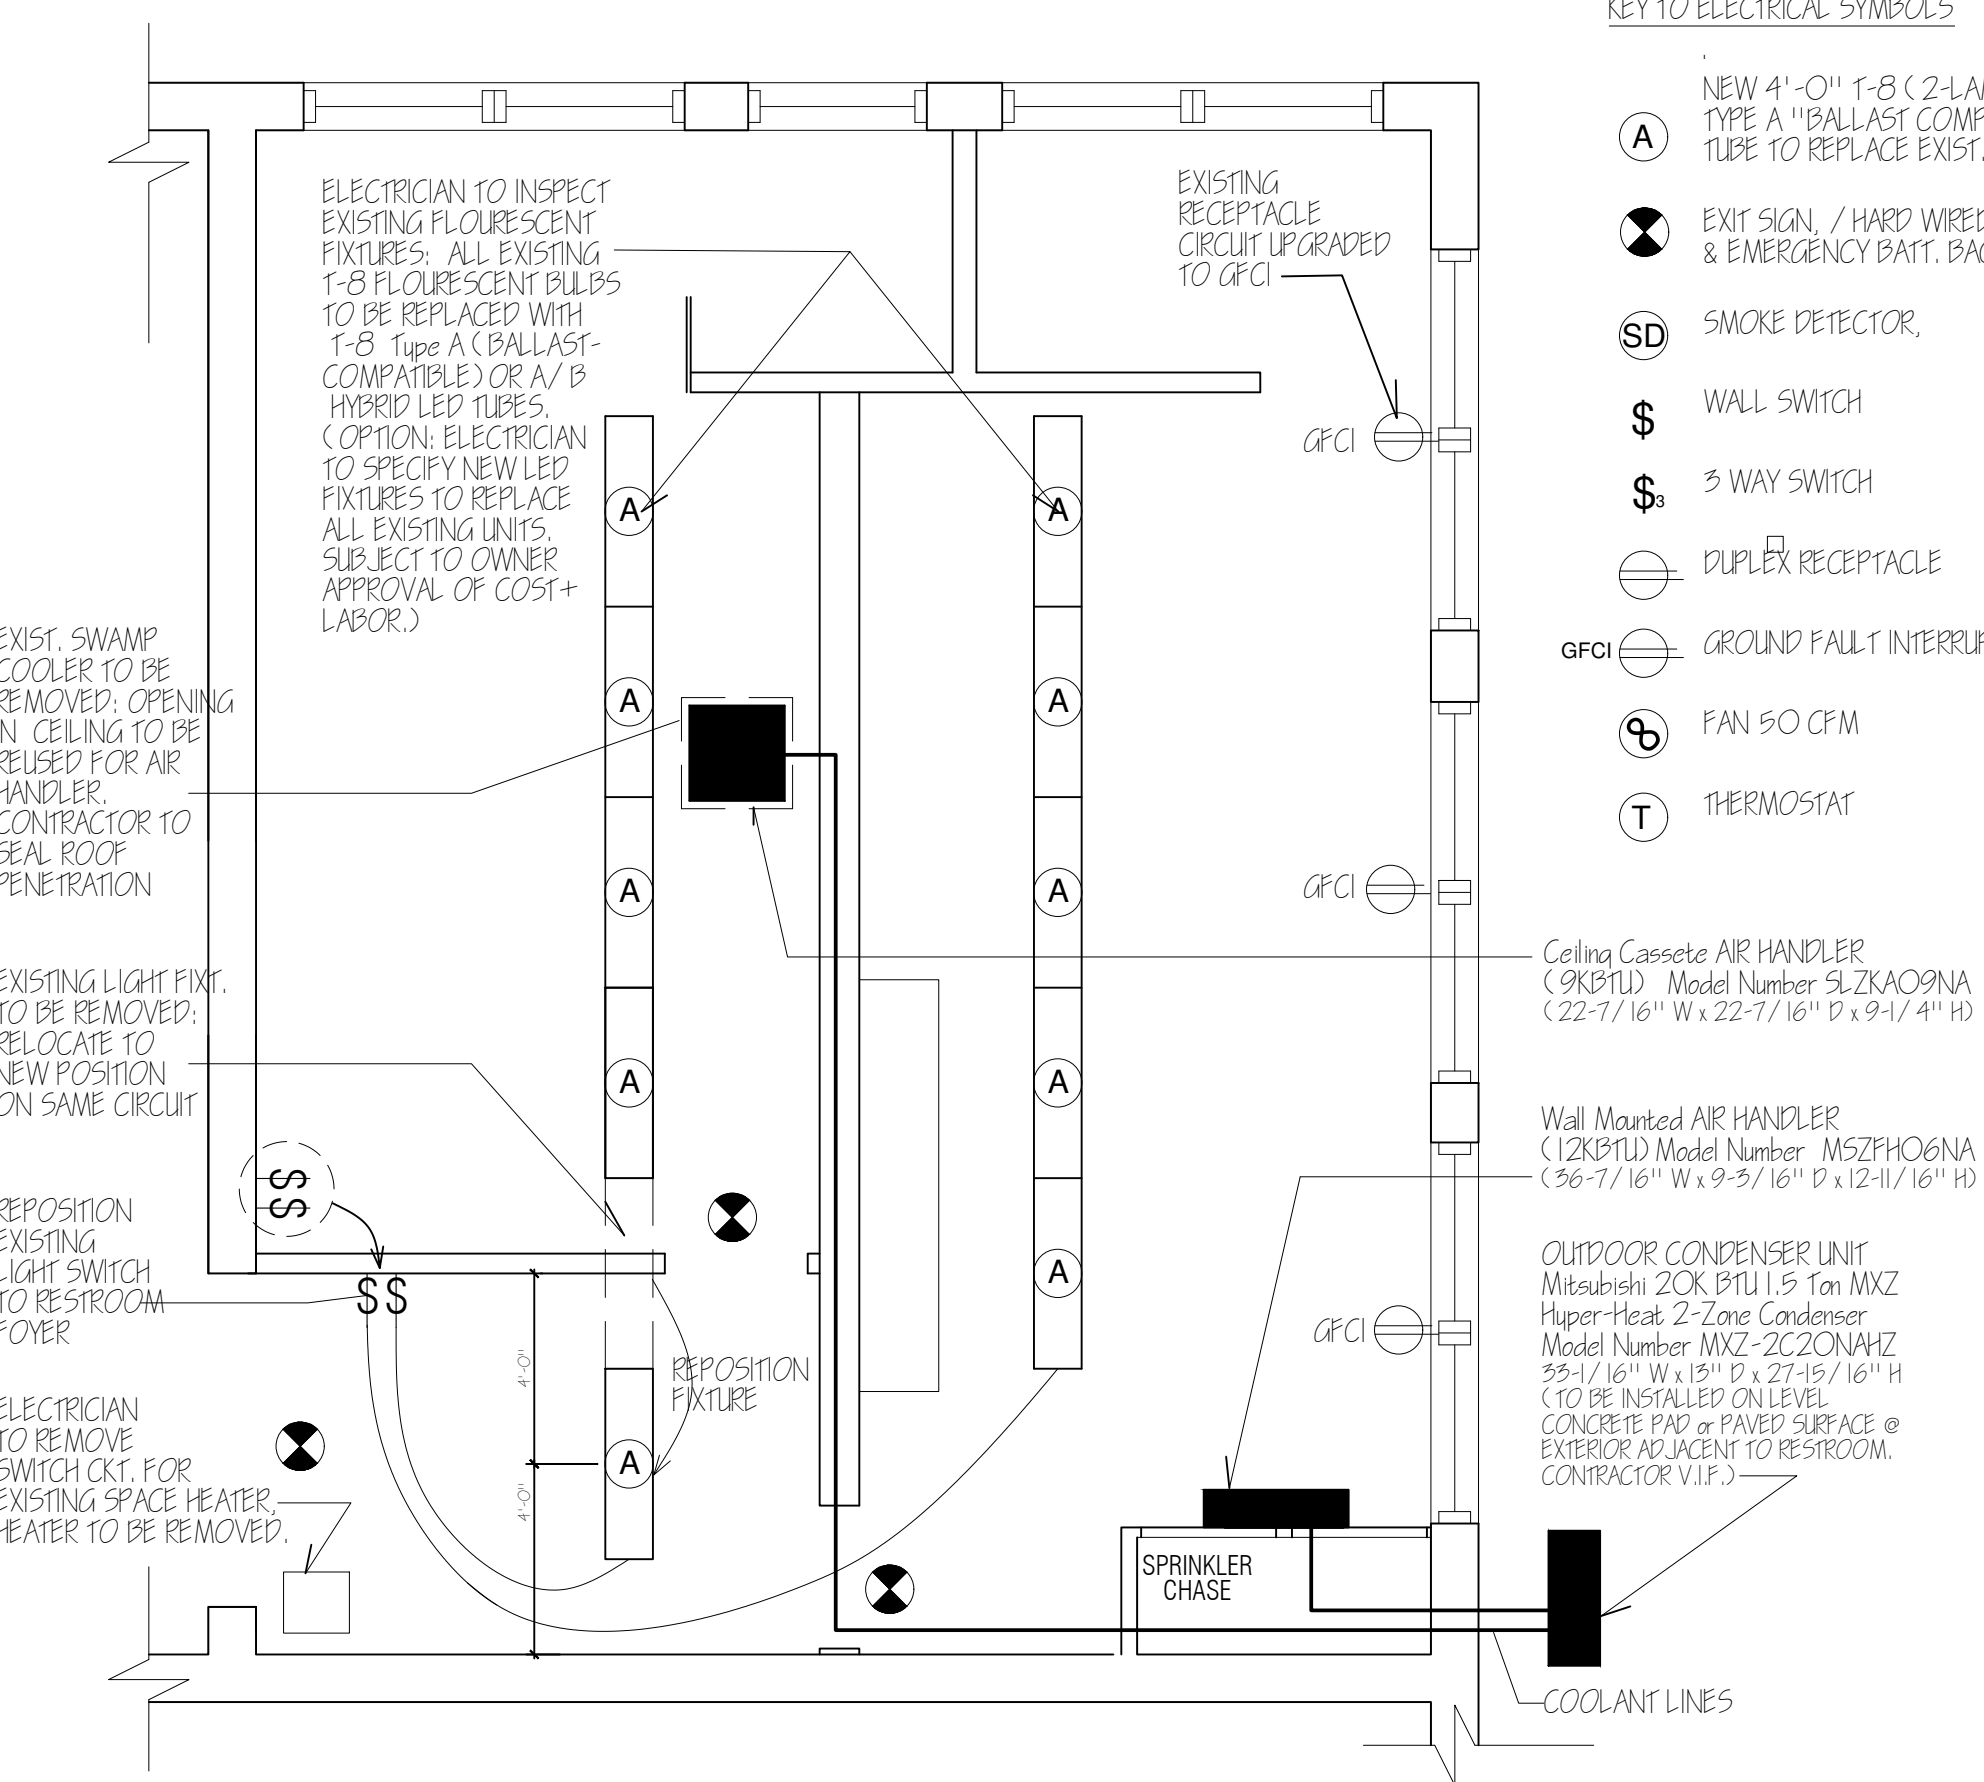 KEY TO ELECTRICAL SYMBOLS
NEW 4'-0" T-8 ( 2-LA
A TYPE A "BALLAST COMP
TUBE TO REPLACE EXIST.
EXIT SIGN, / HARD WIRED
& EMERGENCY BATT. BAC
SD SMOKE DETECTOR,
$ WALL SWITCH
$3 3 WAY SWITCH
DUPLEX RECEPTACLE
GFCI GROUND FAULT INTERRUP
FAN 50 CFM
T THERMOSTAT
ELECTRICIAN TO INSPECT
EXISTING FLOURESCENT
FIXTURES: ALL EXISTING
T-8 FLOURESCENT BULBS
TO BE REPLACED WITH
T-8 Type A ( BALLAST-
COMPATIBLE) OR A/ B
HYBRID LED TUBES.
( OPTION: ELECTRICIAN
TO SPECIFY NEW LED
FIXTURES TO REPLACE
ALL EXISTING UNITS.
SUBJECT TO OWNER
APPROVAL OF COST+
LABOR.)
EXISTING
RECEPTACLE
CIRCUIT UPGRADED
TO GFCI
GFCI
GFCI
GFCI
A
A
A
A
A
A
A
A
A
A
EXIST. SWAMP
COOLER TO BE
REMOVED: OPENING
IN CEILING TO BE
REUSED FOR AIR
HANDLER.
CONTRACTOR TO
SEAL ROOF
PENETRATION
EXISTING LIGHT FIXT.
TO BE REMOVED:
RELOCATE TO
NEW POSITION
ON SAME CIRCUIT
$$
REPOSITION
EXISTING
LIGHT SWITCH
TO RESTROOM
FOYER
$$
ELECTRICIAN
TO REMOVE
SWITCH CKT. FOR
EXISTING SPACE HEATER,
HEATER TO BE REMOVED.
4'-0"
4'-0"
REPOSITION
FIXTURE
SPRINKLER
CHASE
Ceiling Cassete AIR HANDLER
( 9KBTU) Model Number SLZKA09NA
( 22-7/ 16" W x 22-7/ 16" D x 9-1/ 4" H)
Wall Mounted AIR HANDLER
( 12KBTU) Model Number MSZFH06NA
( 36-7/ 16" W x 9-3/ 16" D x 12-11/ 16" H)
OUTDOOR CONDENSER UNIT
Mitsubishi 20K BTU 1.5 Ton MXZ
Hyper-Heat 2-Zone Condenser
Model Number MXZ-2C20NAHZ
33-1/ 16" W x 13" D x 27-15/ 16" H
( TO BE INSTALLED ON LEVEL
CONCRETE PAD or PAVED SURFACE @
EXTERIOR ADJACENT TO RESTROOM.
CONTRACTOR V.I.F.)
COOLANT LINES